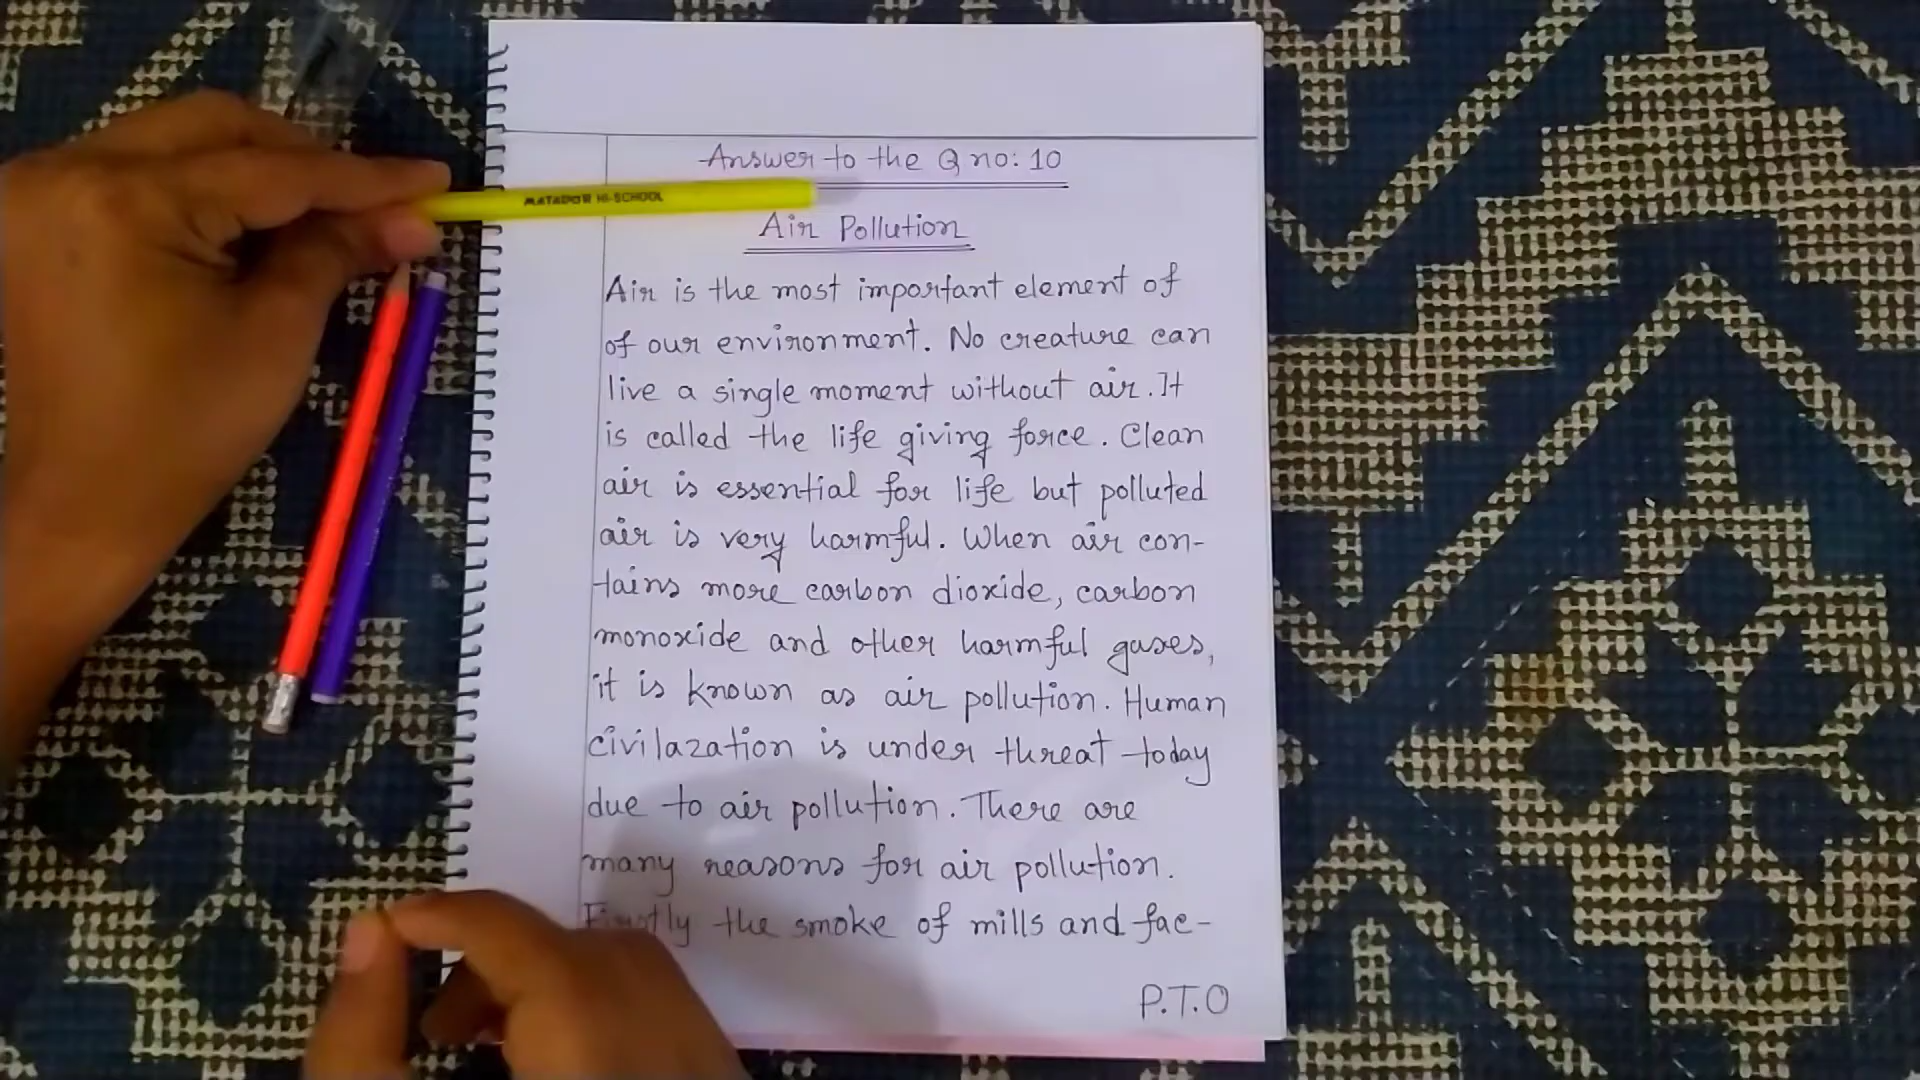 Answer to the Q no: 10
MATADOR HI-SCHOOL
Air Pollution
Air is the most important element of
of our environment. No creature can
live a single moment without air. It
is called the life giving force. Clean
air is essential for life but polluted
air is very harmful. When air con-
tains more carbon dioxide, carbon
monoxide and other harmful gases,
it is known as air pollution. Human
civilazation is under threat today
due to air pollution. There are
many reasons for air pollution.
Firstly the smoke of mills and fac-
P.T.O